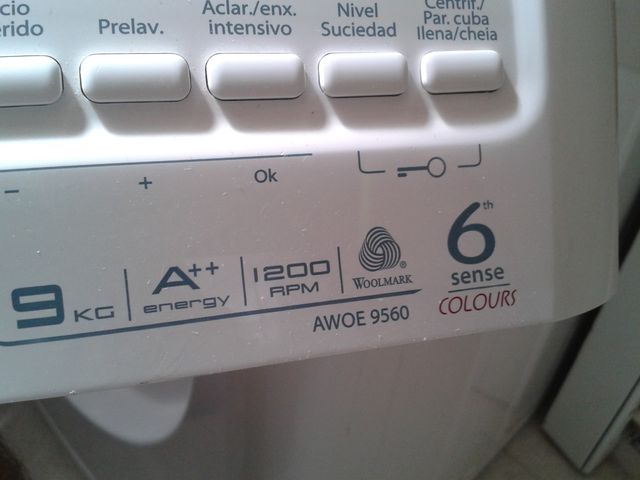 Prelav.
Aclar./enx.
intensivo
Nivel
Suciedad
Centrif./
Par. cuba
llena/cheia
− + Ok
9 KG
A++
energy
1200
RPM
WOOLMARK ®
6th
sense
COLOURS
AWOE 9560